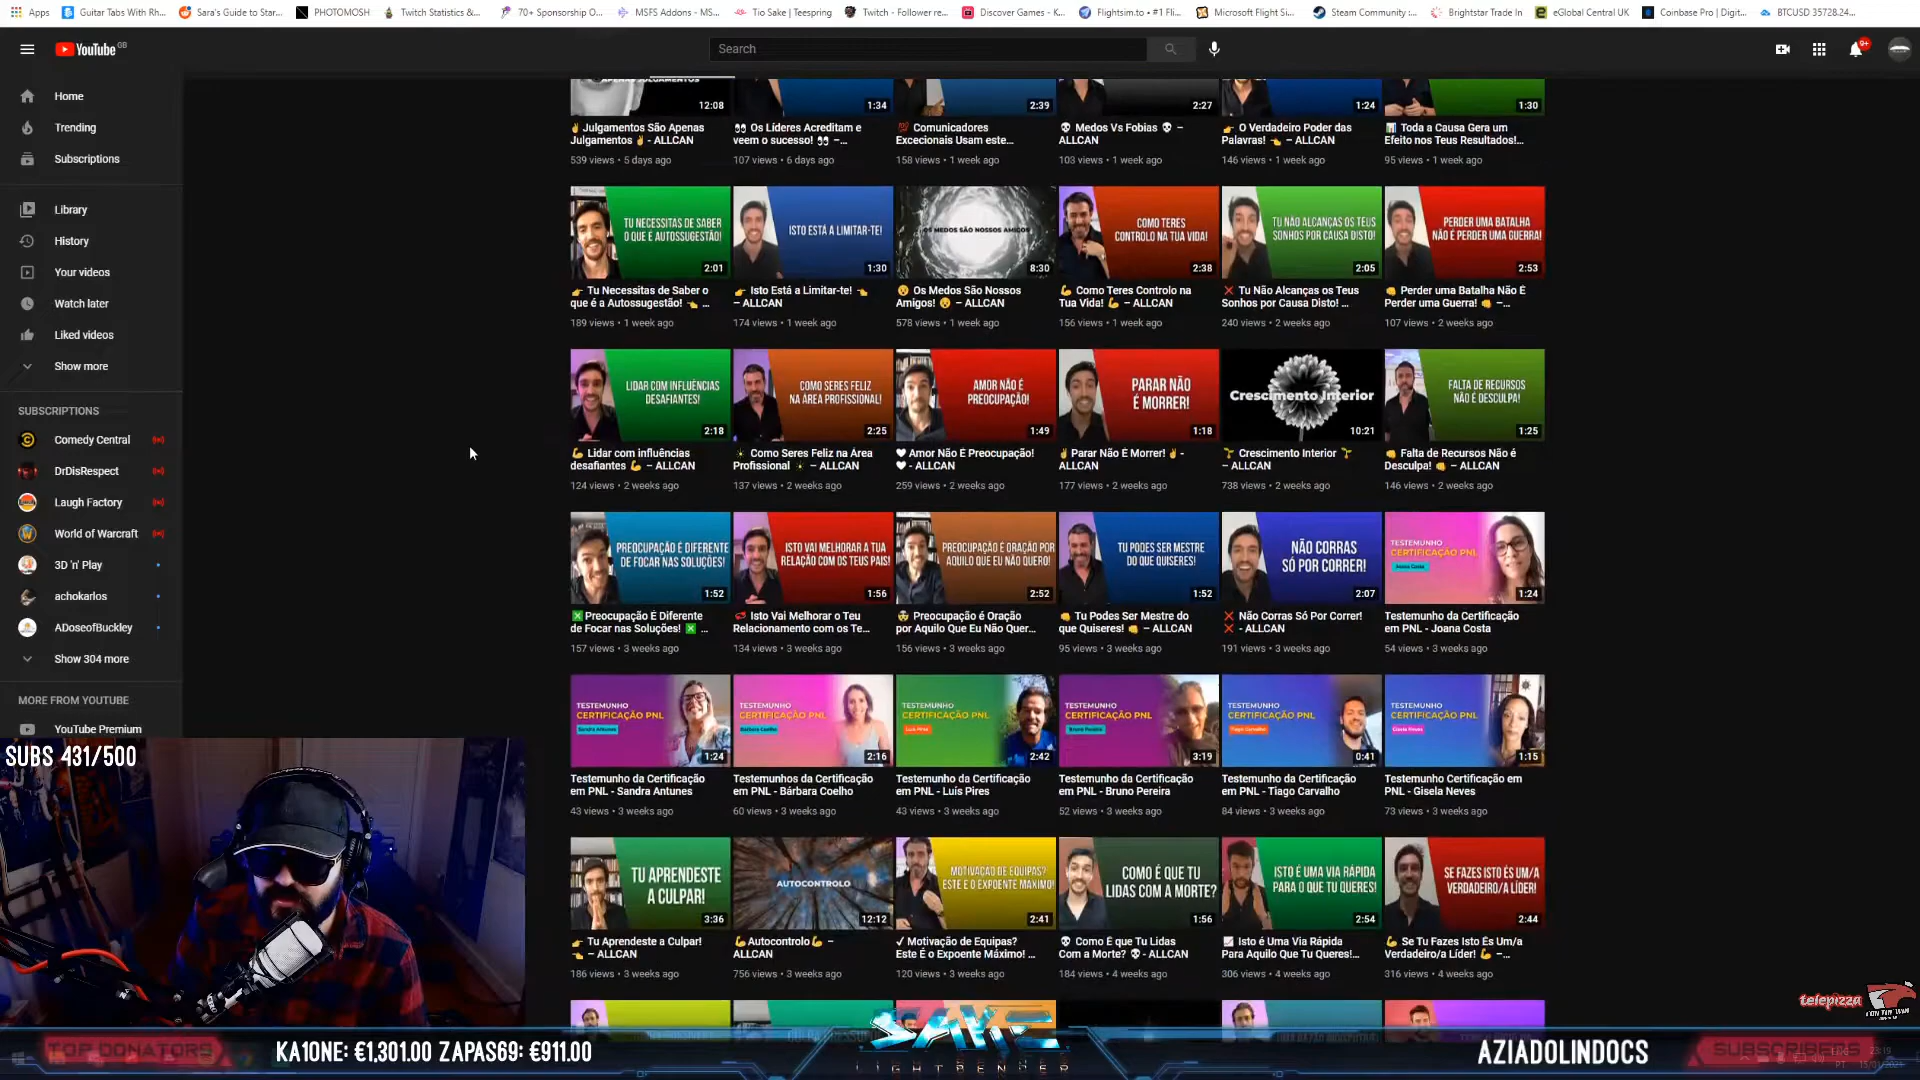 Apps
Guitar Tabs With Rh...
Sara's Guide to Star...
PHOTOMOSH
Twitch Statistics &...
70+ Sponsorship O...
MSFS Addons - MS...
Tio Sake | Teespring
Twitch - Follower re...
Discover Games - K...
Flightsim.to • #1 Fli...
Microsoft Flight Si...
Steam Community :...
Brightstar Trade In
eGlobal Central UK
Coinbase Pro | Digit...
BTCUSD 35728.24...
YouTube GB
Search
9+
Home
Trending
Subscriptions
Library
History
Your videos
Watch later
Liked videos
Show more
SUBSCRIPTIONS
Comedy Central
DrDisRespect
Laugh Factory
World of Warcraft
3D 'n' Play
achokarlos
ADoseofBuckley
Show 304 more
MORE FROM YOUTUBE
YouTube Premium
12:08
1:34
2:39
2:27
1:24
1:30
✌Julgamentos São Apenas
Julgamentos ✌ - ALLCAN
539 views • 5 days ago
👀 Os Líderes Acreditam e
veem o sucesso! 👀 –...
107 views • 6 days ago
💯 Comunicadores
Excecionais Usam este...
158 views • 1 week ago
💀 Medos Vs Fobias 💀 –
ALLCAN
103 views • 1 week ago
👉 O Verdadeiro Poder das
Palavras! 👈 – ALLCAN
146 views • 1 week ago
📊 Toda a Causa Gera um
Efeito nos Teus Resultados!...
95 views • 1 week ago
TU NECESSITAS DE SABER
O QUE É AUTOSSUGESTÃO!
2:01
ISTO ESTÁ A LIMITAR-TE!
1:30
OS MEDOS SÃO NOSSOS AMIGOS
8:30
COMO TERES
CONTROLO NA TUA VIDA!
2:38
TU NÃO ALCANÇAS OS TEUS
SONHOS POR CAUSA DISTO!
2:05
PERDER UMA BATALHA
NÃO É PERDER UMA GUERRA!
2:53
👉 Tu Necessitas de Saber o
que é a Autossugestão! 👈 ...
189 views • 1 week ago
👉 Isto Está a Limitar-te! 👈
– ALLCAN
174 views • 1 week ago
😮 Os Medos São Nossos
Amigos! 😮 – ALLCAN
578 views • 1 week ago
💪 Como Teres Controlo na
Tua Vida! 💪 – ALLCAN
156 views • 1 week ago
❌ Tu Não Alcanças os Teus
Sonhos por Causa Disto! ...
240 views • 2 weeks ago
👊 Perder uma Batalha Não É
Perder uma Guerra! 👊 –...
107 views • 2 weeks ago
LIDAR COM INFLUÊNCIAS
DESAFIANTES!
2:18
COMO SERES FELIZ
NA ÁREA PROFISSIONAL!
2:25
AMOR NÃO É
PREOCUPAÇÃO!
1:49
PARAR NÃO
É MORRER!
1:18
Crescimento Interior
10:21
FALTA DE RECURSOS
NÃO É DESCULPA!
1:25
💪 Lidar com influências
desafiantes 💪 – ALLCAN
124 views • 2 weeks ago
☀ Como Seres Feliz na Área
Profissional ☀ – ALLCAN
137 views • 2 weeks ago
❤ Amor Não É Preocupação!
❤ - ALLCAN
259 views • 2 weeks ago
✌Parar Não É Morrer! ✌ -
ALLCAN
177 views • 2 weeks ago
🌱 Crescimento Interior 🌱
– ALLCAN
738 views • 2 weeks ago
👊 Falta de Recursos Não é
Desculpa! 👊 – ALLCAN
146 views • 2 weeks ago
PREOCUPAÇÃO É DIFERENTE
DE FOCAR NAS SOLUÇÕES!
1:52
ISTO VAI MELHORAR A TUA
RELAÇÃO COM OS TEUS PAIS!
1:56
PREOCUPAÇÃO É ORAÇÃO POR
AQUILO QUE EU NÃO QUERO!
2:52
TU PODES SER MESTRE
DO QUE QUISERES!
1:52
NÃO CORRAS
SÓ POR CORRER!
2:07
TESTEMUNHO
CERTIFICAÇÃO PNL
Joana Costa
1:24
❎ Preocupação É Diferente
de Focar nas Soluções! ❎ ...
157 views • 3 weeks ago
Isto Vai Melhorar o Teu
Relacionamento com os Te...
134 views • 3 weeks ago
Preocupação é Oração
por Aquilo Que Eu Não Quer...
156 views • 3 weeks ago
👊 Tu Podes Ser Mestre do
que Quiseres! 👊 – ALLCAN
95 views • 3 weeks ago
❌ Não Corras Só Por Correr!
❌ - ALLCAN
191 views • 3 weeks ago
Testemunho da Certificação
em PNL - Joana Costa
54 views • 3 weeks ago
TESTEMUNHO
CERTIFICAÇÃO PNL
Sandra Antunes
1:24
TESTEMUNHO
CERTIFICAÇÃO PNL
Bárbara Coelho
2:16
TESTEMUNHO
CERTIFICAÇÃO PNL
Luís Pires
2:42
TESTEMUNHO
CERTIFICAÇÃO PNL
Bruno Pereira
3:19
TESTEMUNHO
CERTIFICAÇÃO PNL
Tiago Carvalho
0:41
TESTEMUNHO
CERTIFICAÇÃO PNL
Gisela Neves
1:15
Testemunho da Certificação
em PNL - Sandra Antunes
43 views • 3 weeks ago
Testemunhos da Certificação
em PNL - Bárbara Coelho
60 views • 3 weeks ago
Testemunho da Certificação
em PNL - Luís Pires
43 views • 3 weeks ago
Testemunho da Certificação
em PNL - Bruno Pereira
52 views • 3 weeks ago
Testemunho da Certificação
em PNL - Tiago Carvalho
84 views • 3 weeks ago
Testemunho Certificação em
PNL - Gisela Neves
73 views • 3 weeks ago
TU APRENDESTE
A CULPAR!
3:36
AUTOCONTROLO
12:12
MOTIVAÇÃO DE EQUIPAS?
ESTE É O EXPOENTE MÁXIMO!
2:41
COMO É QUE TU
LIDAS COM A MORTE?
1:56
ISTO É UMA VIA RÁPIDA
PARA O QUE TU QUERES!
2:54
SE FAZES ISTO ÉS UM/A
VERDADEIRO/A LÍDER!
2:44
👉 Tu Aprendeste a Culpar!
👈 – ALLCAN
186 views • 3 weeks ago
💪Autocontrolo💪 –
ALLCAN
756 views • 3 weeks ago
✔ Motivação de Equipas?
Este É o Expoente Máximo! ...
120 views • 3 weeks ago
💀 Como É que Tu Lidas
Com a Morte? 💀- ALLCAN
184 views • 4 weeks ago
📈 Isto é Uma Via Rápida
Para Aquilo Que Tu Queres!...
306 views • 4 weeks ago
💪 Se Tu Fazes Isto És Um/a
Verdadeiro/a Líder! 💪 –...
316 views • 4 weeks ago
SUBS 431/500
telepizza
TOP DONATORS
KA1ONE: €1,301.00 ZAPAS69: €911.00
SAKE
LIGHTBENDER
AZIADOLINDOCS
SUBSCRIBERS
23:19